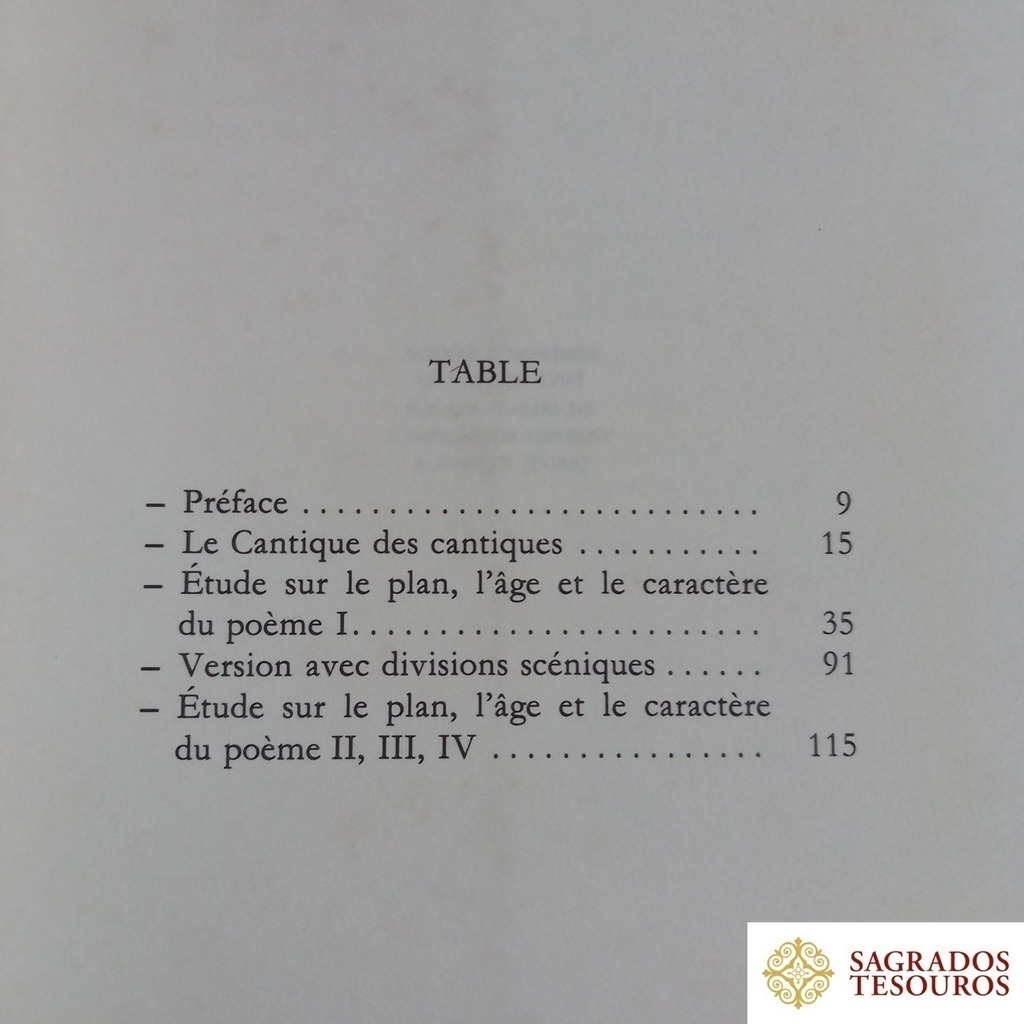 TABLE
– Préface ........................... 9
– Le Cantique des cantiques ........... 15
– Étude sur le plan, l'âge et le caractère
du poème I........................ 35
– Version avec divisions scéniques ...... 91
– Étude sur le plan, l'âge et le caractère
du poème II, III, IV ................ 115
SAGRADOS
TESOUROS